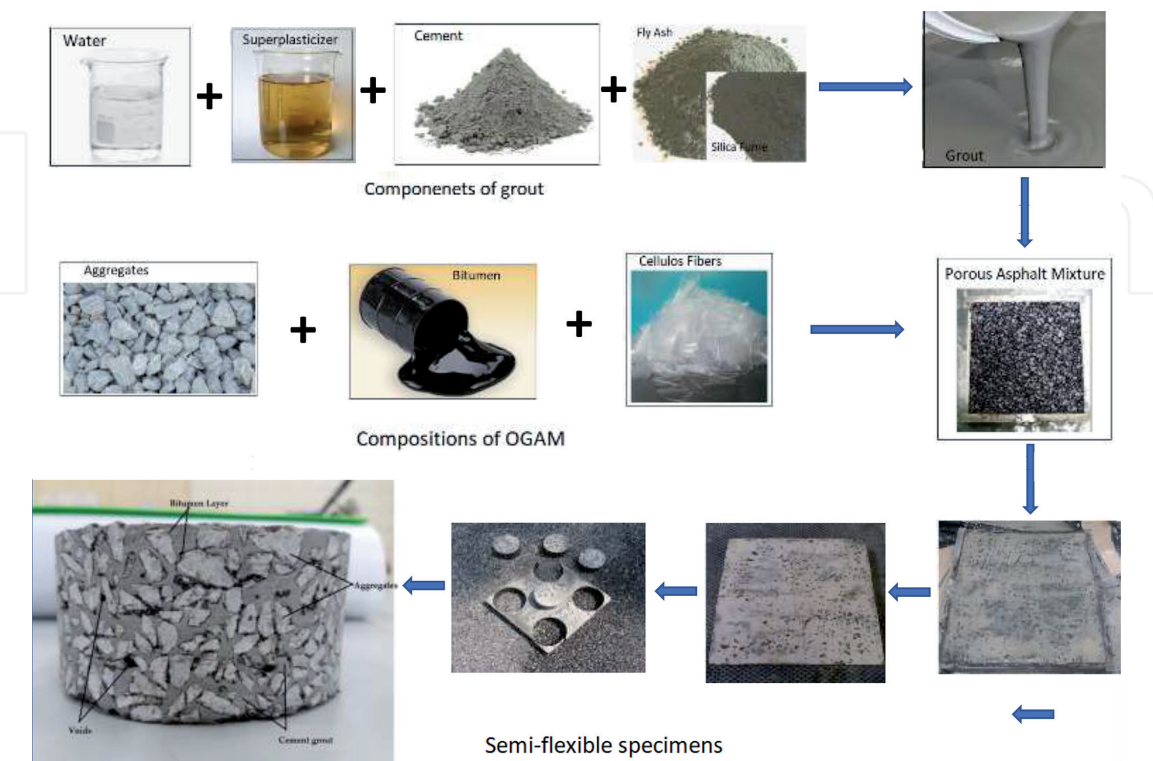 Water
Superplasticizer
Cement
Fly Ash
Silica Fume
Grout
Componenets of grout
Aggregates
Bitumen
Cellulos Fibers
Porous Asphalt Mixture
Compositions of OGAM
Bitumen Layer
Aggregates
Voids
Cement grout
Semi-flexible specimens